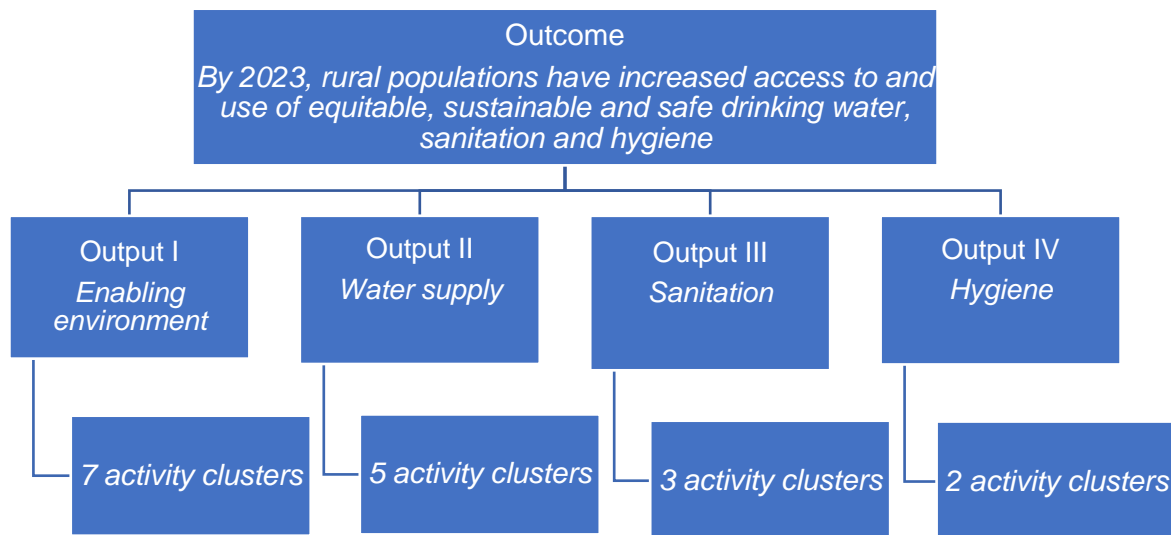 Outcome
By 2023, rural populations have increased access to and
use of equitable, sustainable and safe drinking water,
sanitation and hygiene
Output I
Enabling
environment
Output II
Water supply
Output III
Sanitation
Output IV
Hygiene
7 activity clusters
5 activity clusters
3 activity clusters
2 activity clusters